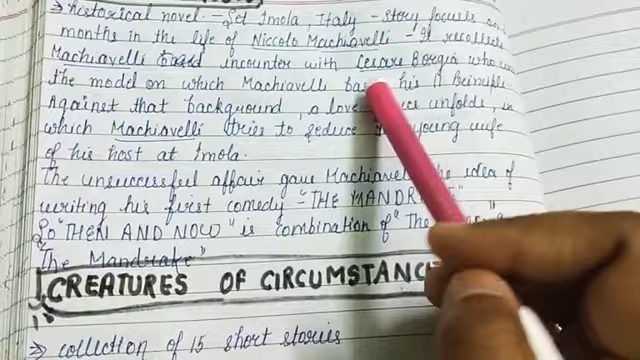 ⇒ historical novel - Set Imola, Italy - story focuses on
months in the life of Niccolo Machiavelli - It recollects
Machiavelli encounter with Cesare Borgia who was
the model on which Machiavelli his
Against that background, a love unfolds, in
which Machiavelli tries to seduce young wife
of his host at Imola.
The unsuccessful affair gave idea of
writing his first comedy - "THE
So "THEN AND NOW" is combination of "The
"The Mandrake"
CREATURES OF
⇒ collection of 15 short stories